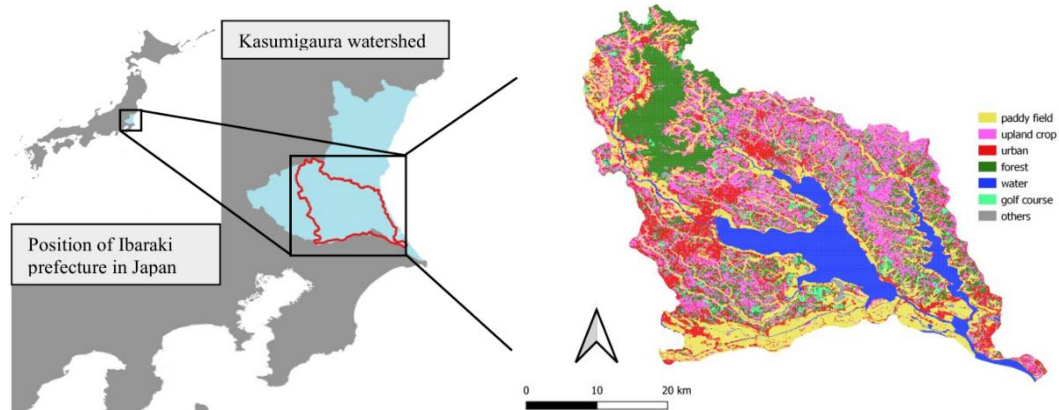 Kasumigaura watershed
Position of Ibaraki
prefecture in Japan
paddy field
upland crop
urban
forest
water
golf course
others
0 10 20 km